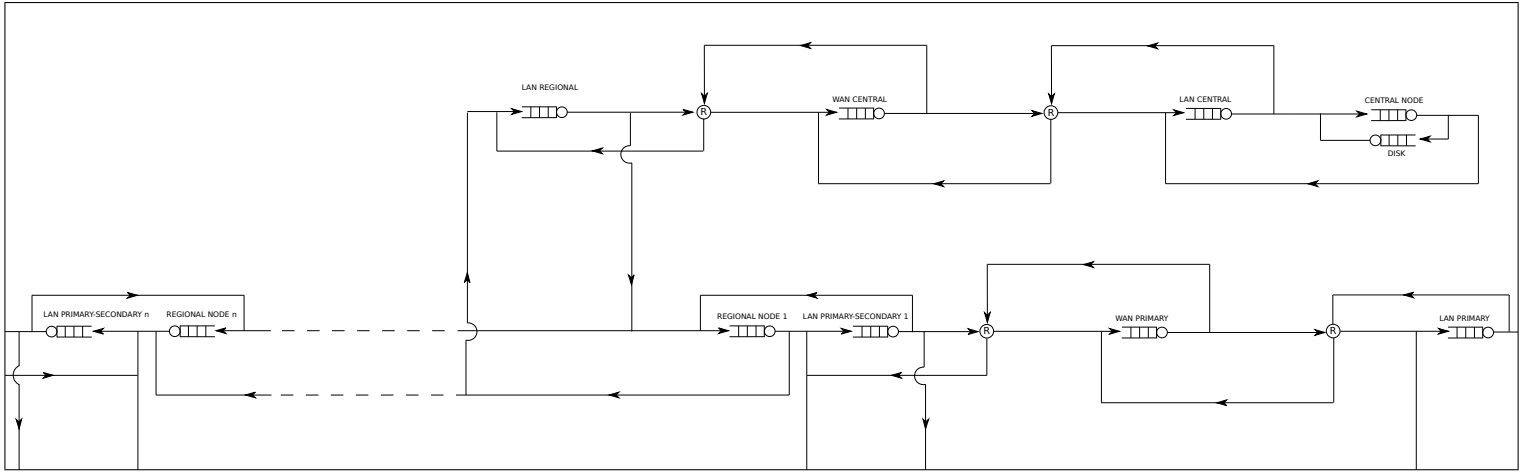 LAN REGIONAL
R
WAN CENTRAL
R
LAN CENTRAL
CENTRAL NODE
DISK
LAN PRIMARY-SECONDARY n
REGIONAL NODE n
REGIONAL NODE 1
LAN PRIMARY-SECONDARY 1
R
WAN PRIMARY
R
LAN PRIMARY